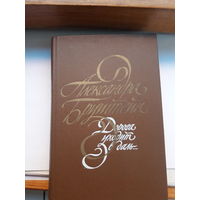 Александра
Бруштейн
Дорога
уходит
в даль...